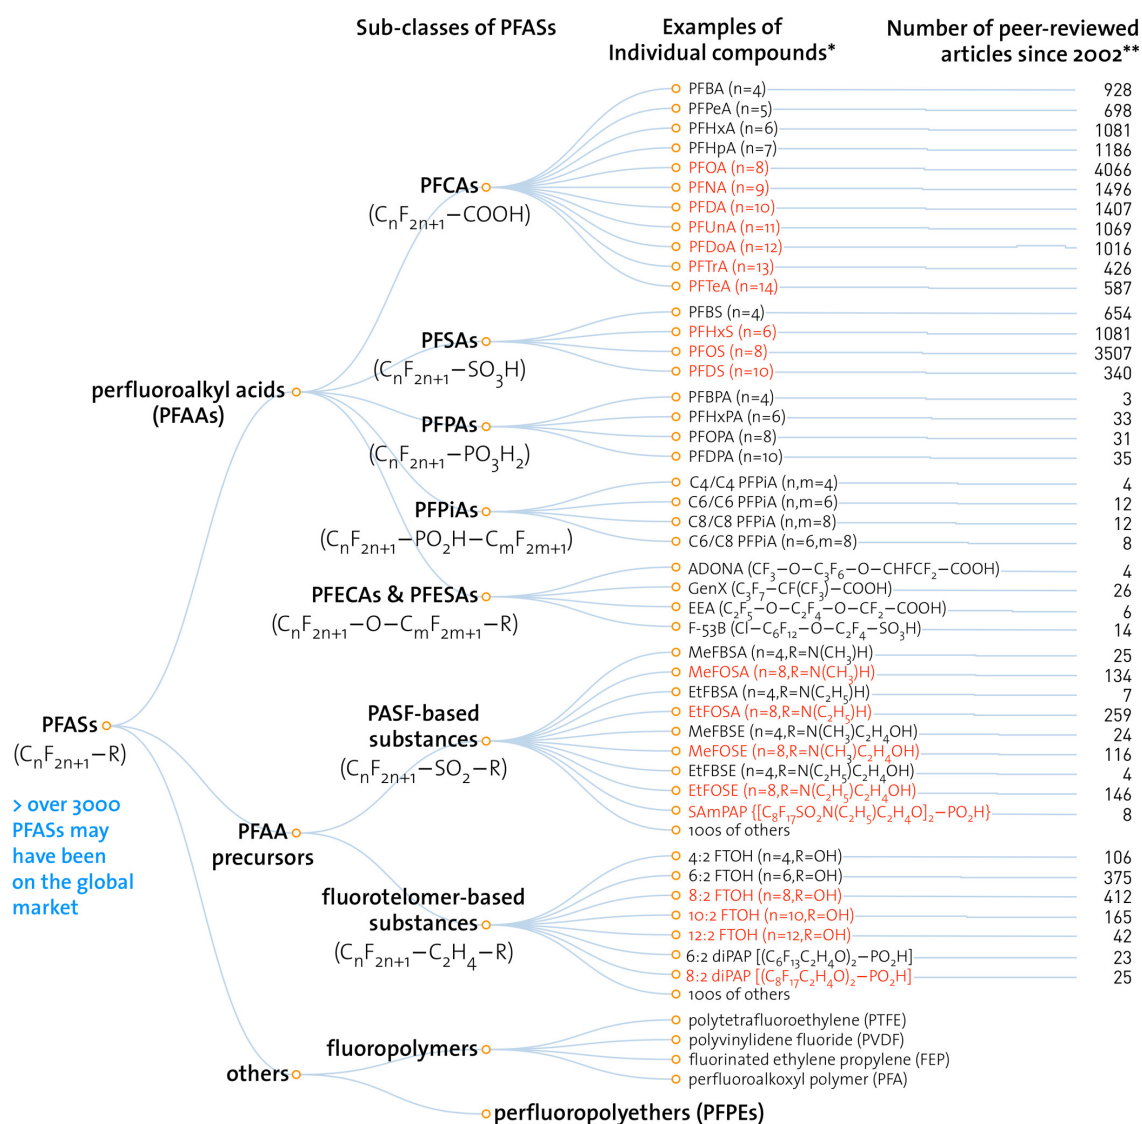 Sub-classes of PFASs
Examples of
Individual compounds*
Number of peer-reviewed
articles since 2002**
PFBA (n=4) 928
PFPeA (n=5) 698
PFHxA (n=6) 1081
PFHpA (n=7) 1186
PFOA (n=8) 4066
PFNA (n=9) 1496
PFDA (n=10) 1407
PFUnA (n=11) 1069
PFDoA (n=12) 1016
PFTrA (n=13) 426
PFTeA (n=14) 587
PFCAs
(CnF2n+1–COOH)
PFBS (n=4) 654
PFHxS (n=6) 1081
PFOS (n=8) 3507
PFDS (n=10) 340
PFSAs
(CnF2n+1–SO3H)
perfluoroalkyl acids
(PFAAs)
PFBPA (n=4) 3
PFHxPA (n=6) 33
PFOPA (n=8) 31
PFDPA (n=10) 35
PFPAs
(CnF2n+1–PO3H2)
C4/C4 PFPiA (n,m=4) 4
C6/C6 PFPiA (n,m=6) 12
C8/C8 PFPiA (n,m=8) 12
C6/C8 PFPiA (n=6,m=8) 8
PFPiAs
(CnF2n+1–PO2H–CmF2m+1)
ADONA (CF3–O–C3F6–O–CHFCF2–COOH) 4
GenX (C3F7–CF(CF3)–COOH) 26
EEA (C2F5–O–C2F4–O–CF2–COOH) 6
F-53B (Cl–C6F12–O–C2F4–SO3H) 14
PFECAs & PFESAs
(CnF2n+1–O–CmF2m+1–R)
MeFBSA (n=4,R=N(CH3)H) 25
MeFOSA (n=8,R=N(CH3)H) 134
EtFBSA (n=4,R=N(C2H5)H) 7
EtFOSA (n=8,R=N(C2H5)H) 259
MeFBSE (n=4,R=N(CH3)C2H4OH) 24
MeFOSE (n=8,R=N(CH3)C2H4OH) 116
EtFBSE (n=4,R=N(C2H5)C2H4OH) 4
EtFOSE (n=8,R=N(C2H5)C2H4OH) 146
SAmPAP {[C8F17SO2N(C2H5)C2H4O]2–PO2H} 8
100s of others
PASF-based
substances
(CnF2n+1–SO2–R)
PFASs
(CnF2n+1–R)
> over 3000
PFASs may
have been
on the global
market
PFAA
precursors
4:2 FTOH (n=4,R=OH) 106
6:2 FTOH (n=6,R=OH) 375
8:2 FTOH (n=8,R=OH) 412
10:2 FTOH (n=10,R=OH) 165
12:2 FTOH (n=12,R=OH) 42
6:2 diPAP [(C6F13C2H4O)2–PO2H] 23
8:2 diPAP [(C8F17C2H4O)2–PO2H] 25
100s of others
fluorotelomer-based
substances
(CnF2n+1–C2H4–R)
polytetrafluoroethylene (PTFE)
polyvinylidene fluoride (PVDF)
fluorinated ethylene propylene (FEP)
perfluoroalkoxyl polymer (PFA)
fluoropolymers
others
perfluoropolyethers (PFPEs)